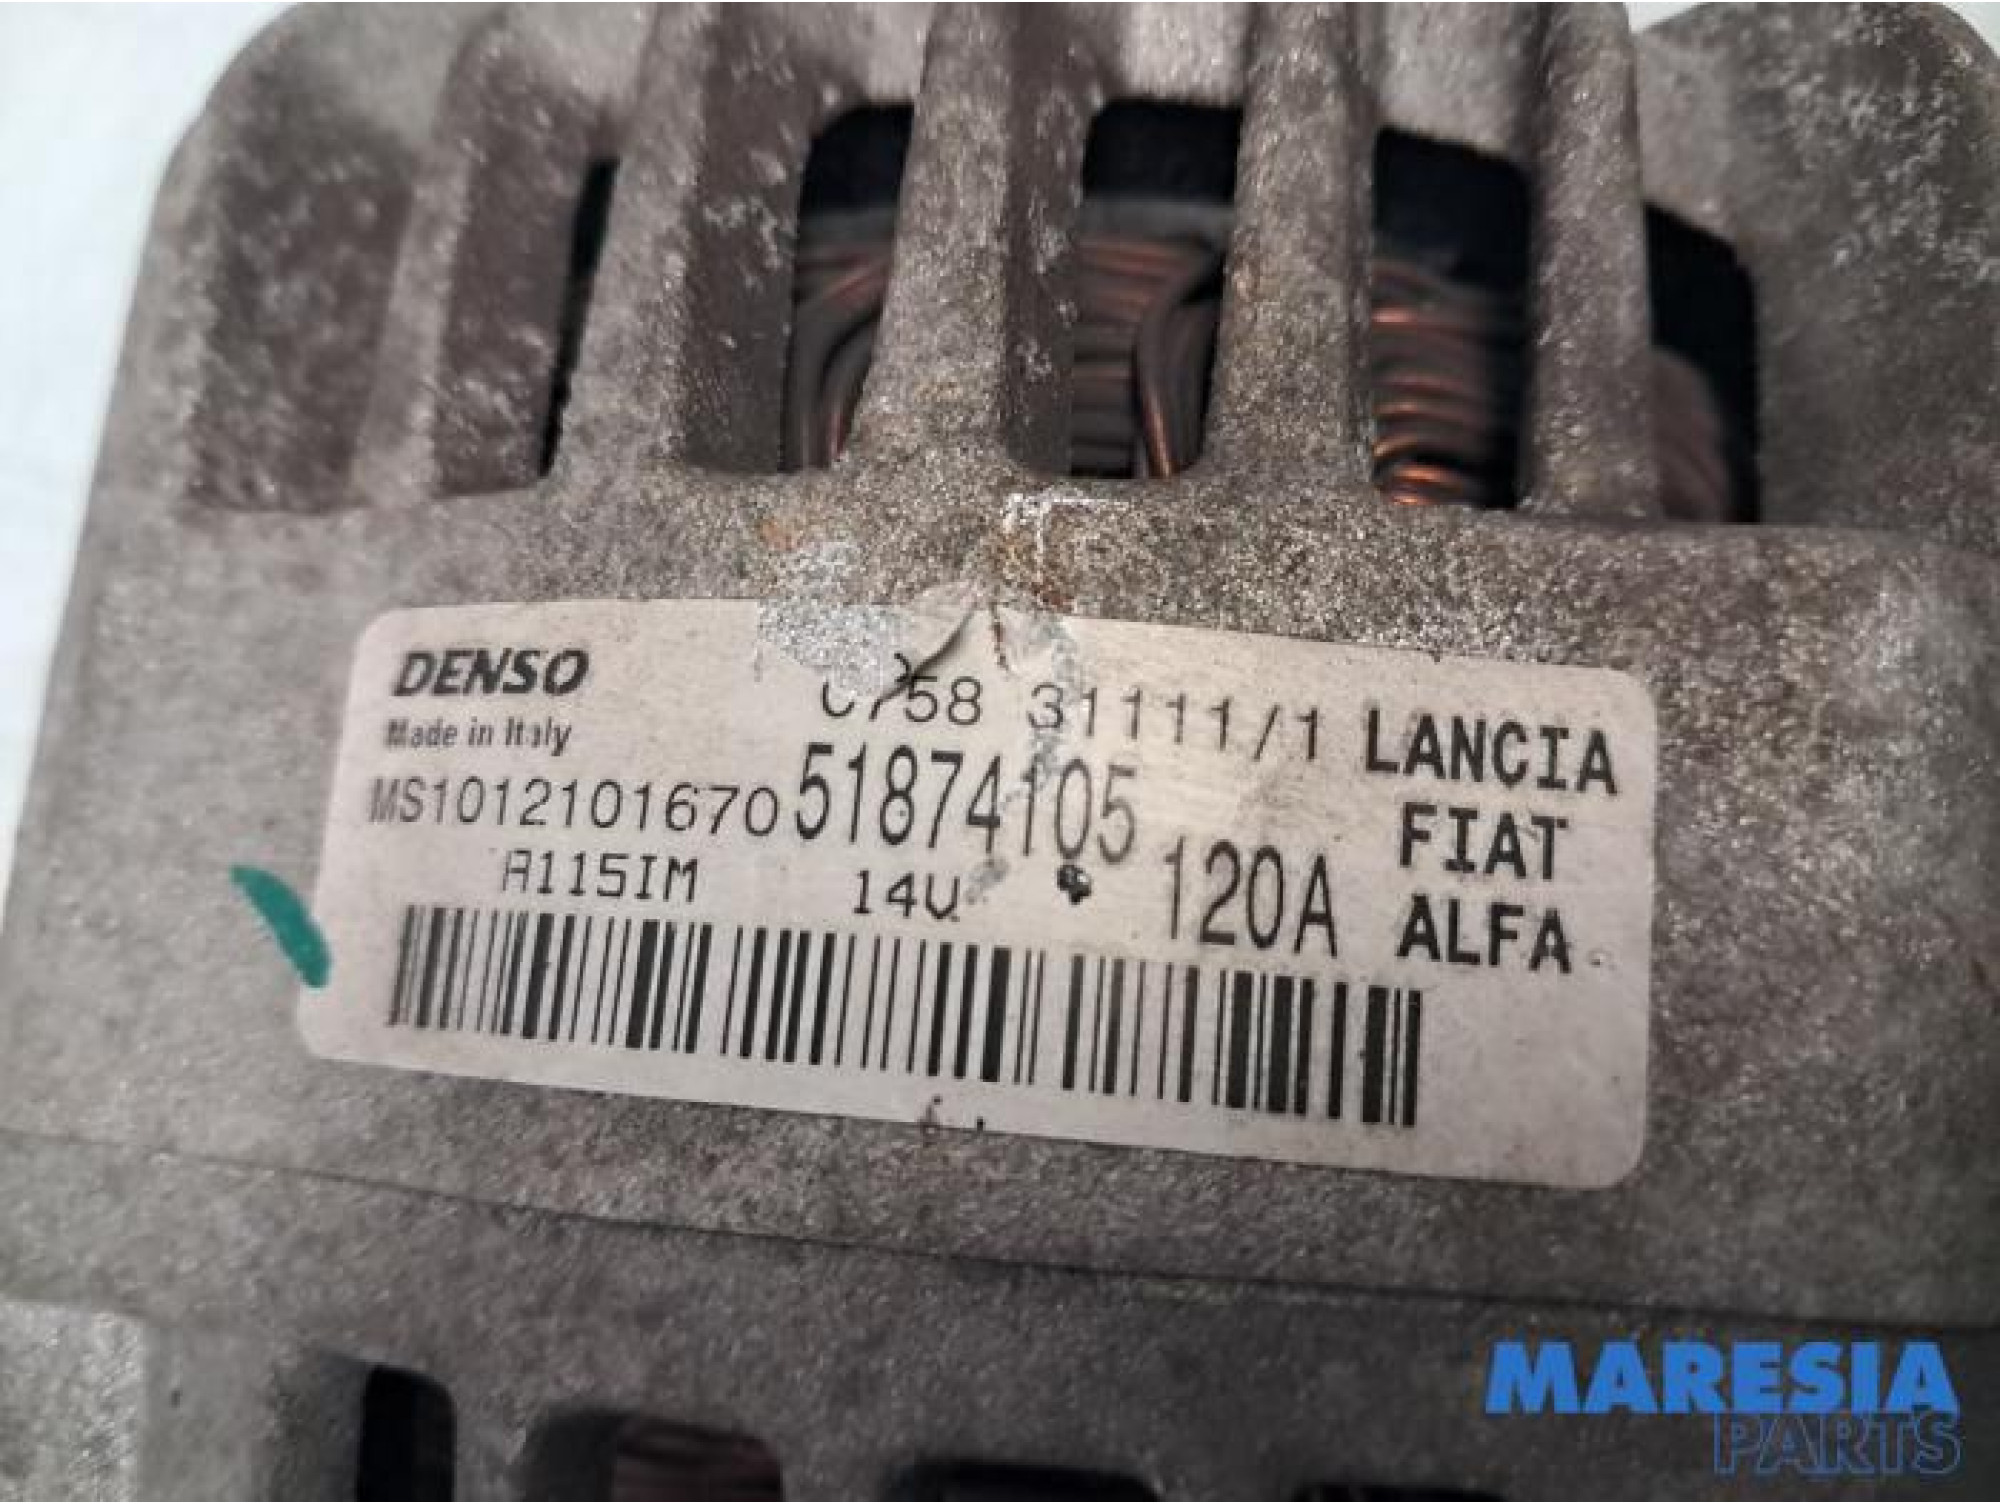 DENSO
Made in Italy
31111/1
MS1012101670 51874105
A115IM 14V 120A
LANCIA
FIAT
ALFA
MARESIA
PARTS